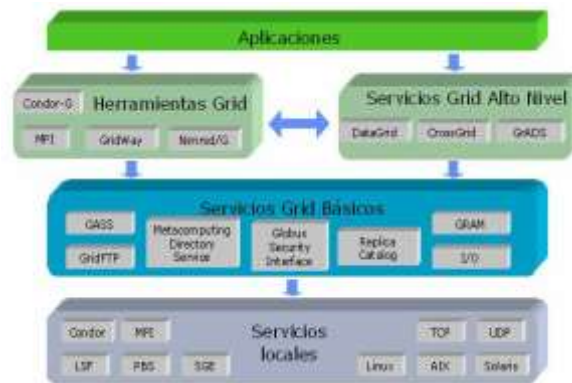 Aplicaciones
Condor-G
Herramientas Grid
MPI
GridWay
Nimrod/G
Servicios Grid Alto Nivel
DataGrid
CrossGrid
GrADS
Servicios Grid Básicos
GASS
GridFTP
Metacomputing
Directory
Service
Globus
Security
Interface
Replica
Catalog
GRAM
I/O
Servicios
locales
Condor
MPI
LSF
PBS
SGE
TCP
UDP
Linux
AIX
Solaris